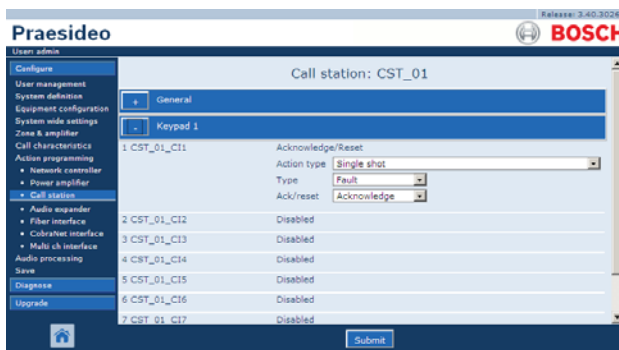 Release: 3.40.3024
Praesideo
BOSCH
User: admin
Configure
User management
System definition
Equipment configuration
System wide settings
Zone & amplifier
Call characteristics
Action programming
• Network controller
• Power amplifier
• Call station
• Audio expander
• Fiber interface
• CobraNet interface
• Multi ch interface
Audio processing
Save
Diagnose
Upgrade
Call station: CST_01
+ General
- Keypad 1
1 CST_01_CI1 Acknowledge/Reset
Action type Single shot
Type Fault
Ack/reset Acknowledge
2 CST_01_CI2 Disabled
3 CST_01_CI3 Disabled
4 CST_01_CI4 Disabled
5 CST_01_CI5 Disabled
6 CST_01_CI6 Disabled
7 CST_01_CI7 Disabled
Submit